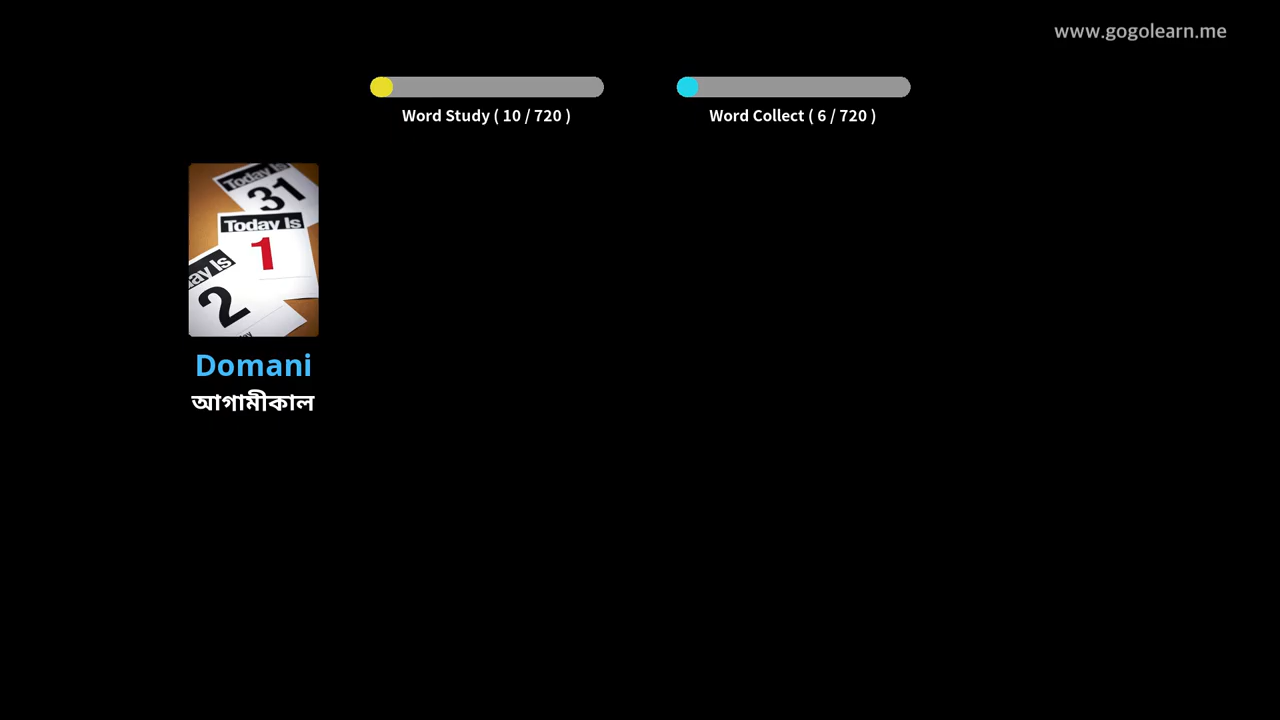 www.gogolearn.me
Word Study ( 10 / 720 )
Word Collect ( 6 / 720 )
Today Is
31
Today Is
1
ay Is
2
Domani
আগামীকাল